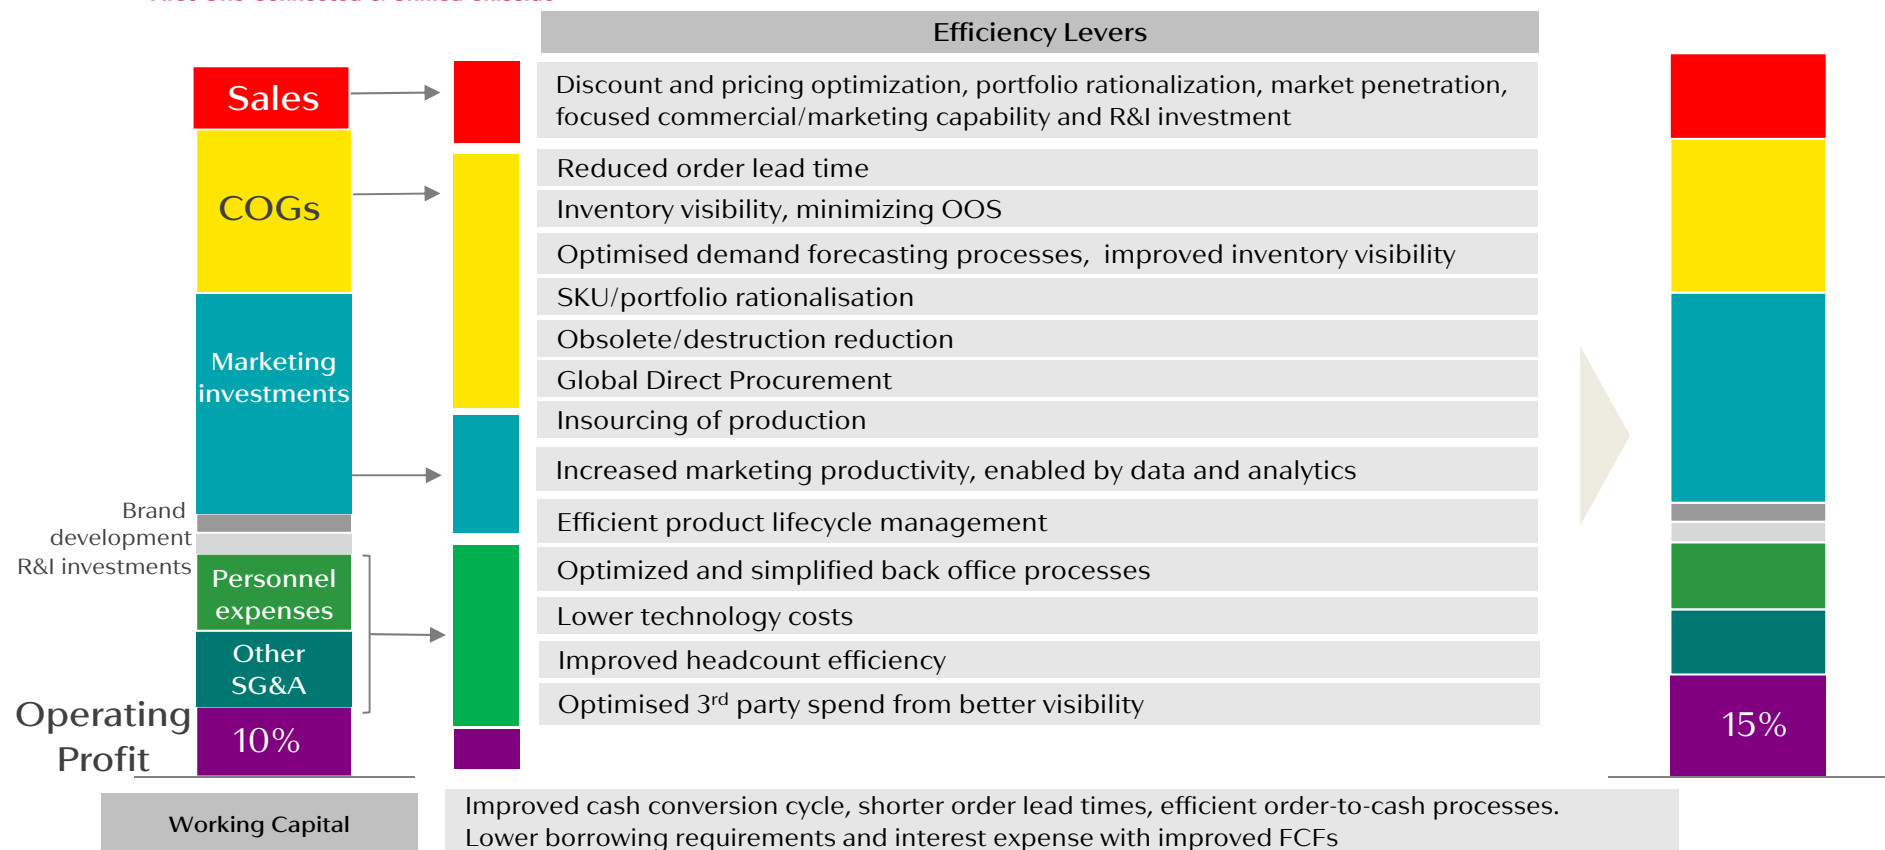 Efficiency Levers
Sales
Discount and pricing optimization, portfolio rationalization, market penetration,
focused commercial/marketing capability and R&I investment
COGs
Reduced order lead time
Inventory visibility, minimizing OOS
Optimised demand forecasting processes, improved inventory visibility
SKU/portfolio rationalisation
Obsolete/destruction reduction
Global Direct Procurement
Insourcing of production
Marketing
investments
Increased marketing productivity, enabled by data and analytics
Efficient product lifecycle management
Brand
development
R&I investments
Personnel
expenses
Other
SG&A
Optimized and simplified back office processes
Lower technology costs
Improved headcount efficiency
Optimised 3rd party spend from better visibility
Operating
Profit
10%
15%
Working Capital
Improved cash conversion cycle, shorter order lead times, efficient order-to-cash processes.
Lower borrowing requirements and interest expense with improved FCFs